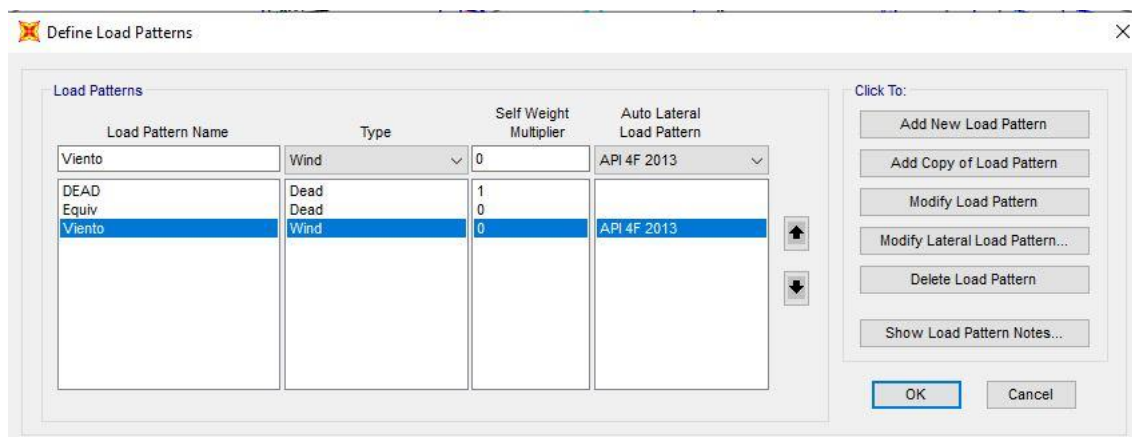 Define Load Patterns
Load Patterns
Click To:
Load Pattern Name
Type
Self Weight
Multiplier
Auto Lateral
Load Pattern
Viento Wind 0 API 4F 2013
DEAD Dead 1
Equiv Dead 0
Viento Wind 0 API 4F 2013
Add New Load Pattern
Add Copy of Load Pattern
Modify Load Pattern
Modify Lateral Load Pattern...
Delete Load Pattern
Show Load Pattern Notes...
OK Cancel